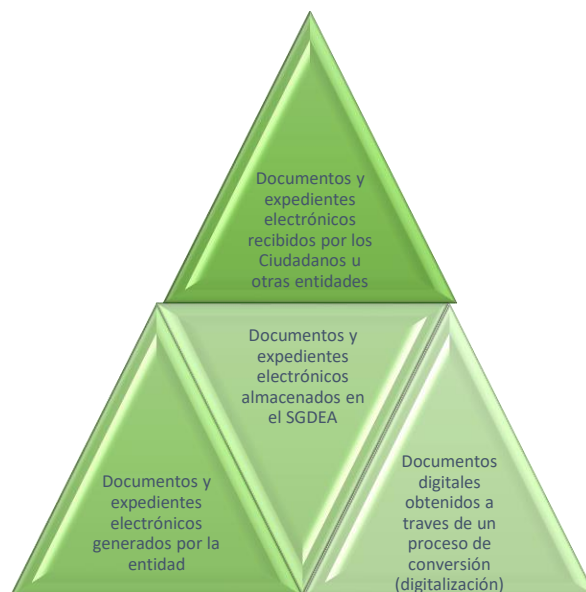 Documentos y
expedientes
electrónicos
recibidos por los
Ciudadanos u
otras entidades
Documentos y
expedientes
electrónicos
almacenados en
el SGDEA
Documentos y
expedientes
electrónicos
generados por la
entidad
Documentos
digitales
obtenidos a
traves de un
proceso de
conversión
(digitalización)